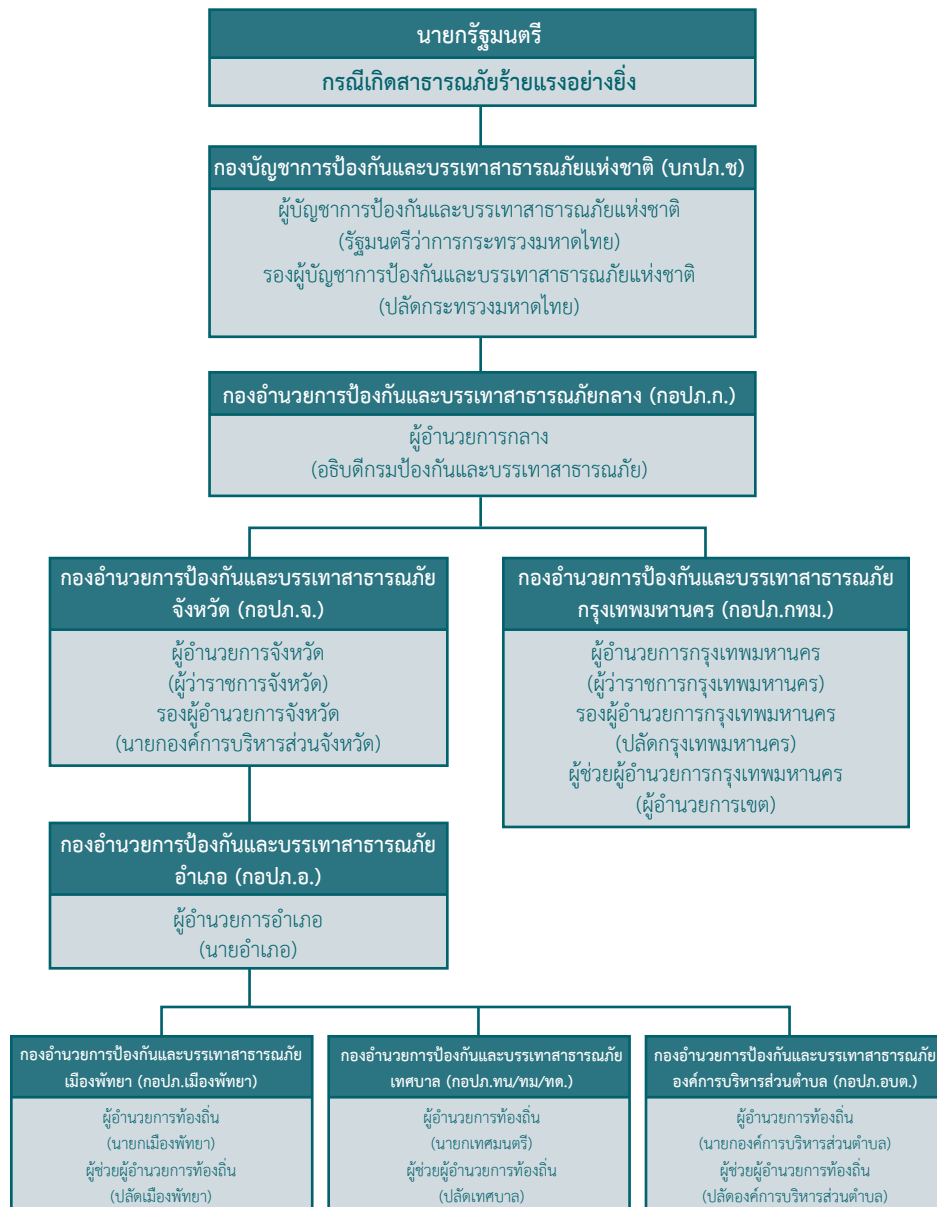 นายกรัฐมนตรี
กรณีเกิดสาธารณภัยร้ายแรงอย่างยิ่ง
กองบัญชาการป้องกันและบรรเทาสาธารณภัยแห่งชาติ (บกปภ.ช)
ผู้บัญชาการป้องกันและบรรเทาสาธารณภัยแห่งชาติ
(รัฐมนตรีว่าการกระทรวงมหาดไทย)
รองผู้บัญชาการป้องกันและบรรเทาสาธารณภัยแห่งชาติ
(ปลัดกระทรวงมหาดไทย)
กองอำนวยการป้องกันและบรรเทาสาธารณภัยกลาง (กอปภ.ก.)
ผู้อำนวยการกลาง
(อธิบดีกรมป้องกันและบรรเทาสาธารณภัย)
กองอำนวยการป้องกันและบรรเทาสาธารณภัย
จังหวัด (กอปภ.จ.)
ผู้อำนวยการจังหวัด
(ผู้ว่าราชการจังหวัด)
รองผู้อำนวยการจังหวัด
(นายกองค์การบริหารส่วนจังหวัด)
กองอำนวยการป้องกันและบรรเทาสาธารณภัย
กรุงเทพมหานคร (กอปภ.กทม.)
ผู้อำนวยการกรุงเทพมหานคร
(ผู้ว่าราชการกรุงเทพมหานคร)
รองผู้อำนวยการกรุงเทพมหานคร
(ปลัดกรุงเทพมหานคร)
ผู้ช่วยผู้อำนวยการกรุงเทพมหานคร
(ผู้อำนวยการเขต)
กองอำนวยการป้องกันและบรรเทาสาธารณภัย
อำเภอ (กอปภ.อ.)
ผู้อำนวยการอำเภอ
(นายอำเภอ)
กองอำนวยการป้องกันและบรรเทาสาธารณภัย
เมืองพัทยา (กอปภ.เมืองพัทยา)
ผู้อำนวยการท้องถิ่น
(นายกเมืองพัทยา)
ผู้ช่วยผู้อำนวยการท้องถิ่น
(ปลัดเมืองพัทยา)
กองอำนวยการป้องกันและบรรเทาสาธารณภัย
เทศบาล (กอปภ.ทน/ทม/ทต.)
ผู้อำนวยการท้องถิ่น
(นายกเทศมนตรี)
ผู้ช่วยผู้อำนวยการท้องถิ่น
(ปลัดเทศบาล)
กองอำนวยการป้องกันและบรรเทาสาธารณภัย
องค์การบริหารส่วนตำบล (กอปภ.อบต.)
ผู้อำนวยการท้องถิ่น
(นายกองค์การบริหารส่วนตำบล)
ผู้ช่วยผู้อำนวยการท้องถิ่น
(ปลัดองค์การบริหารส่วนตำบล)